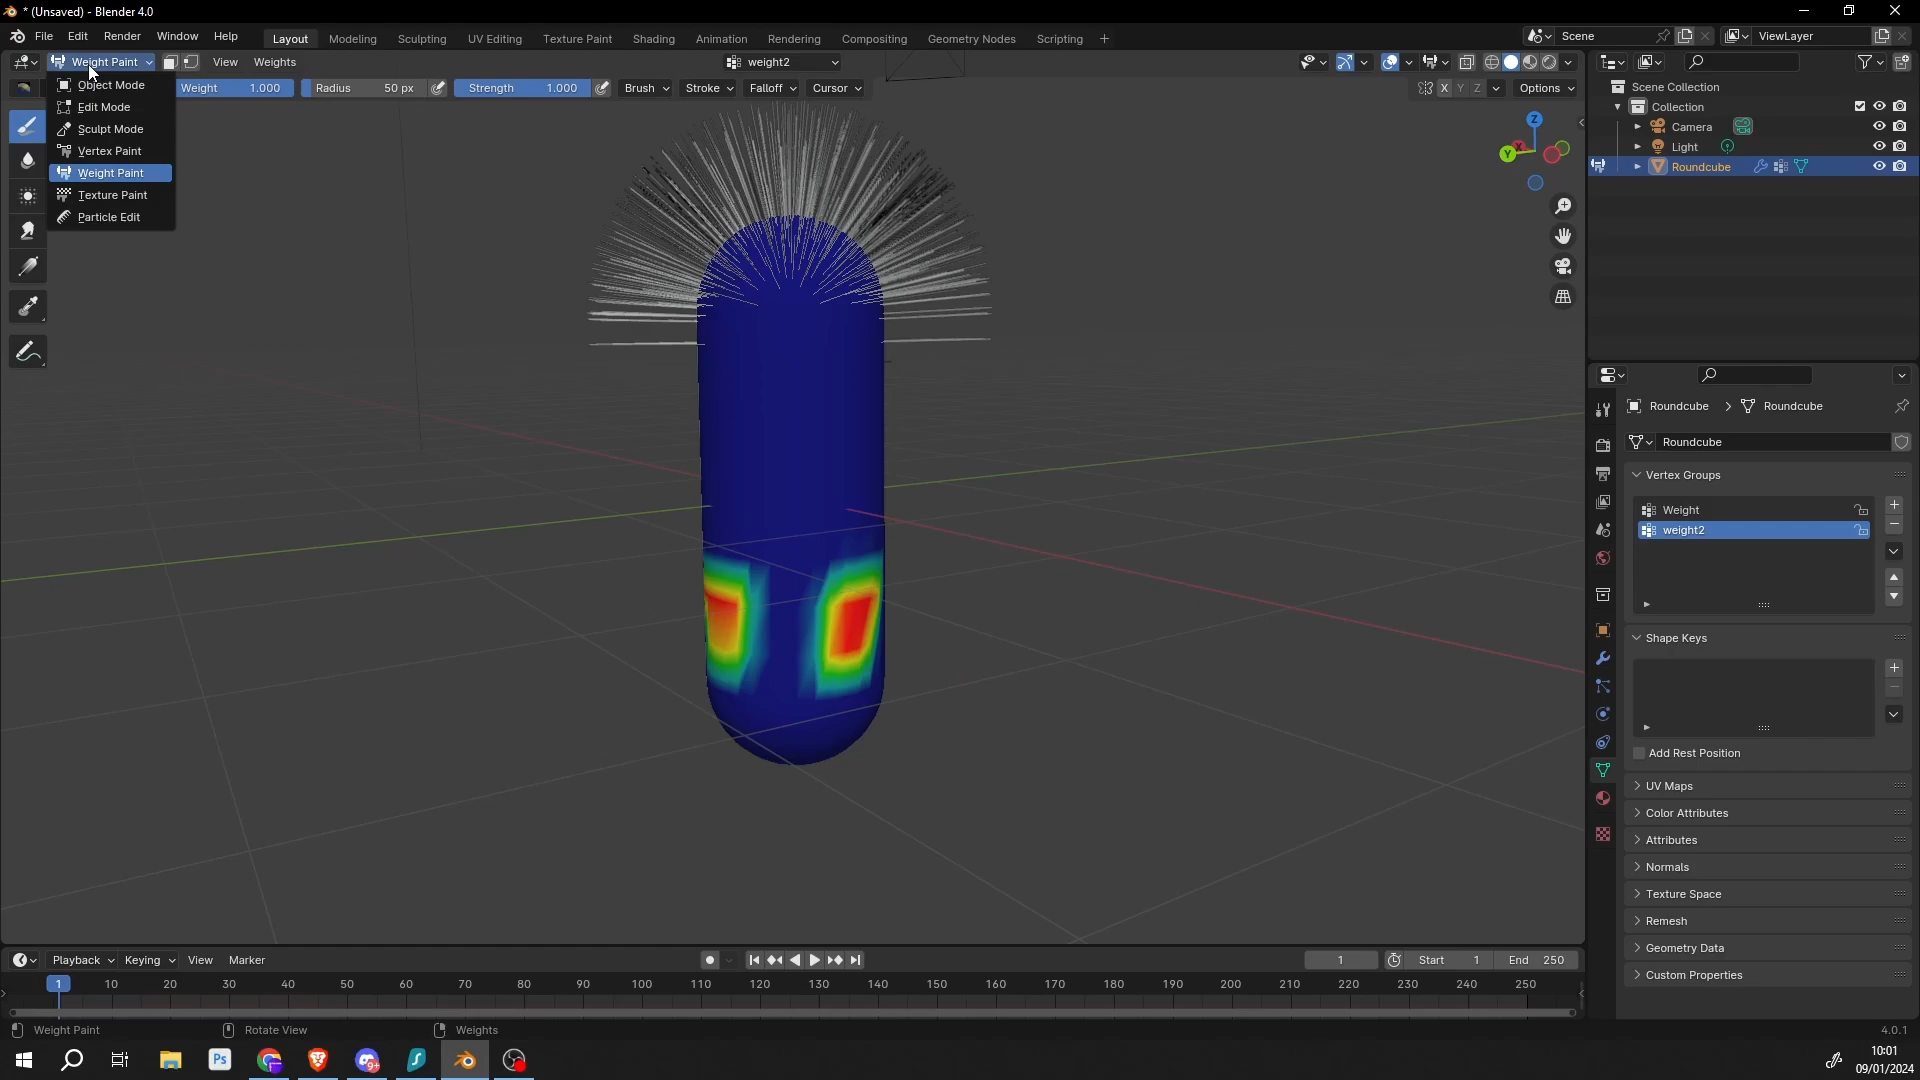 * (Unsaved) - Blender 4.0
File Edit Render Window Help Layout Modeling Sculpting UV Editing Texture Paint Shading Animation Rendering Compositing Geometry Nodes Scripting + Scene ViewLayer
Weight Paint View Weights weight2
Object Mode Weight 1.000 Radius 50 px Strength 1.000 Brush Stroke Falloff Cursor X Y Z Options
Edit Mode
Sculpt Mode
Vertex Paint
Weight Paint
Texture Paint
Particle Edit
Z
Y
X
Scene Collection
Collection
Camera
Light
Roundcube
Roundcube > Roundcube
Roundcube
Vertex Groups
Weight
weight2
Shape Keys
Add Rest Position
UV Maps
Color Attributes
Attributes
Normals
Texture Space
Remesh
Geometry Data
Custom Properties
Playback Keying View Marker 1 Start 1 End 250
1 10 20 30 40 50 60 70 80 90 100 110 120 130 140 150 160 170 180 190 200 210 220 230 240 250
Weight Paint Rotate View Weights 4.0.1
Ps 9+ 10:01
09/01/2024